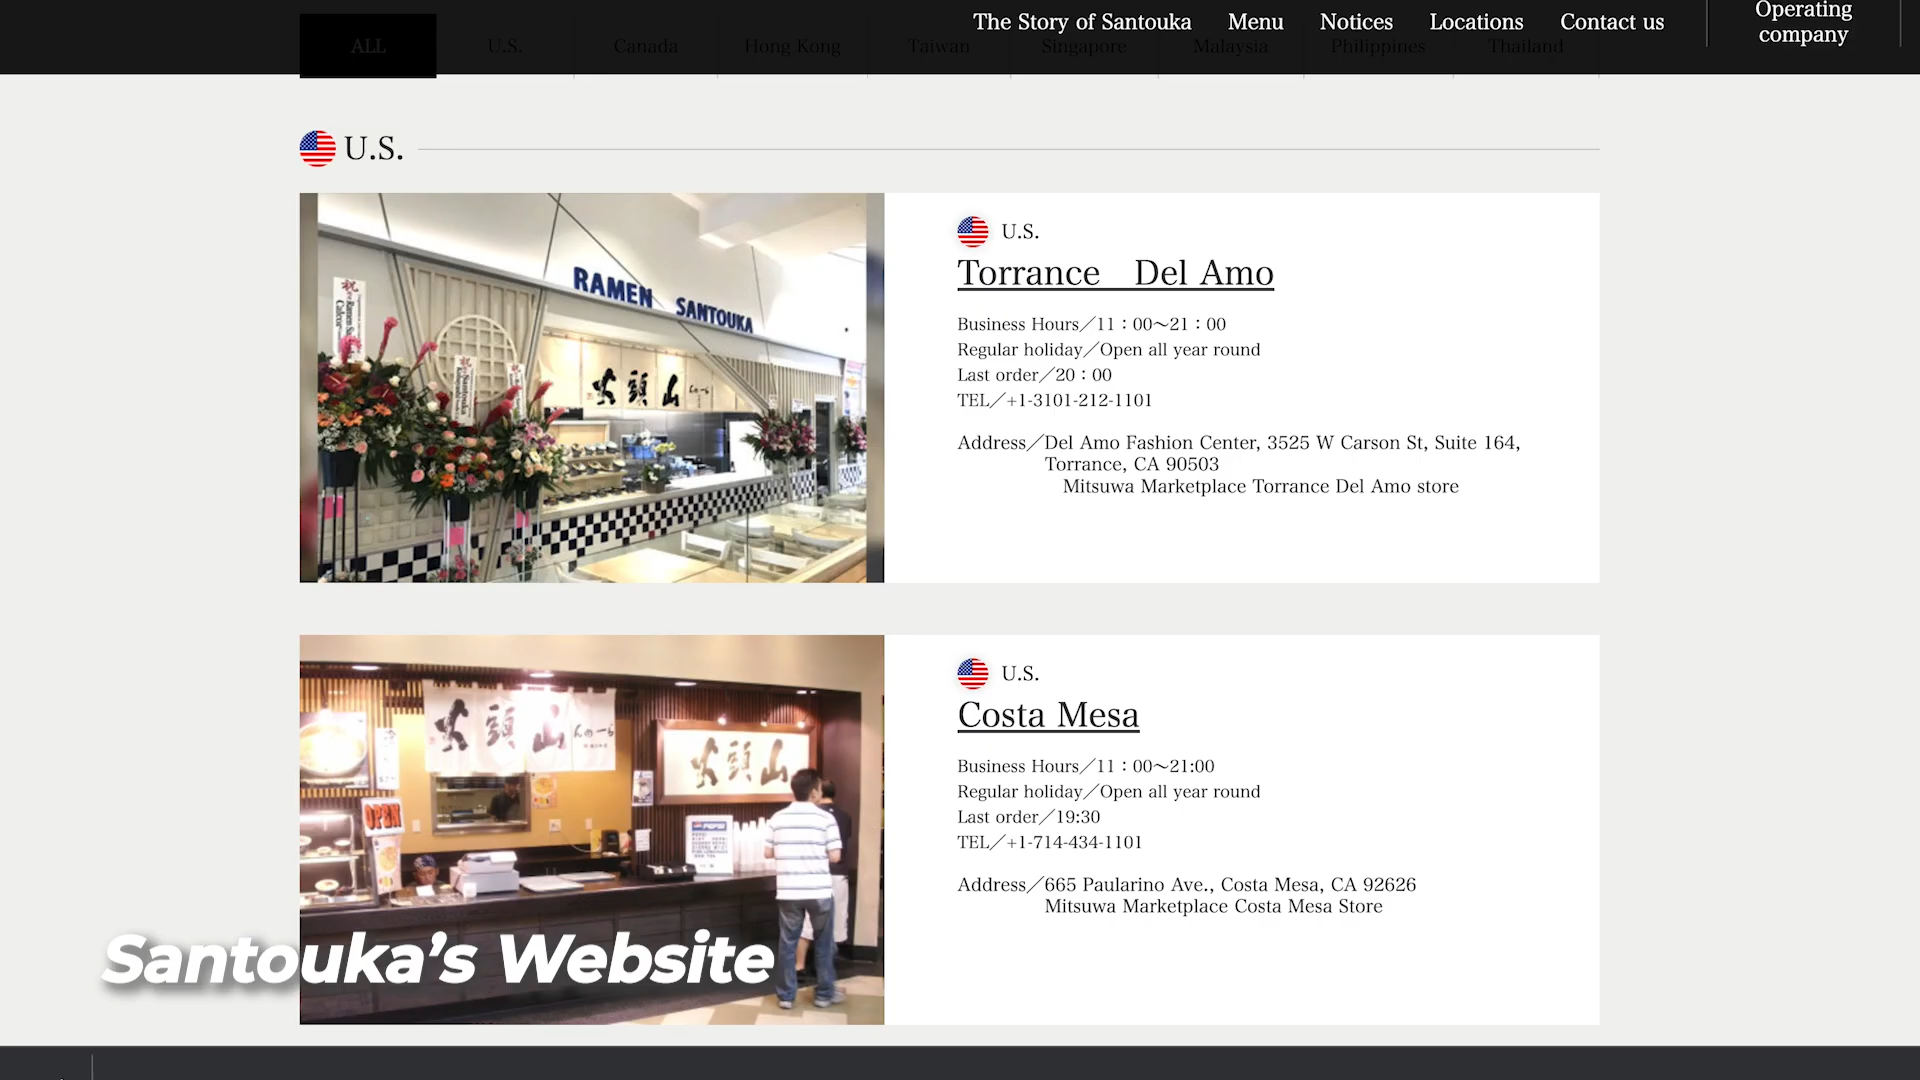 The Story of Santouka
Menu
Notices
Locations
Contact us
Operating
company
ALL
U.S.
Canada
Hong Kong
Taiwan
Singapore
Malaysia
Philippines
Thailand
U.S.
RAMEN SANTOUKA
U.S.
Torrance　Del Amo
Business Hours／11：00～21：00
Regular holiday／Open all year round
Last order／20：00
TEL／+1-3101-212-1101
Address／Del Amo Fashion Center, 3525 W Carson St, Suite 164,
Torrance, CA 90503
Mitsuwa Marketplace Torrance Del Amo store
OPEN
PEPSI
U.S.
Costa Mesa
Business Hours／11：00～21:00
Regular holiday／Open all year round
Last order／19:30
TEL／+1-714-434-1101
Address／665 Paularino Ave., Costa Mesa, CA 92626
Mitsuwa Marketplace Costa Mesa Store
Santouka’s Website